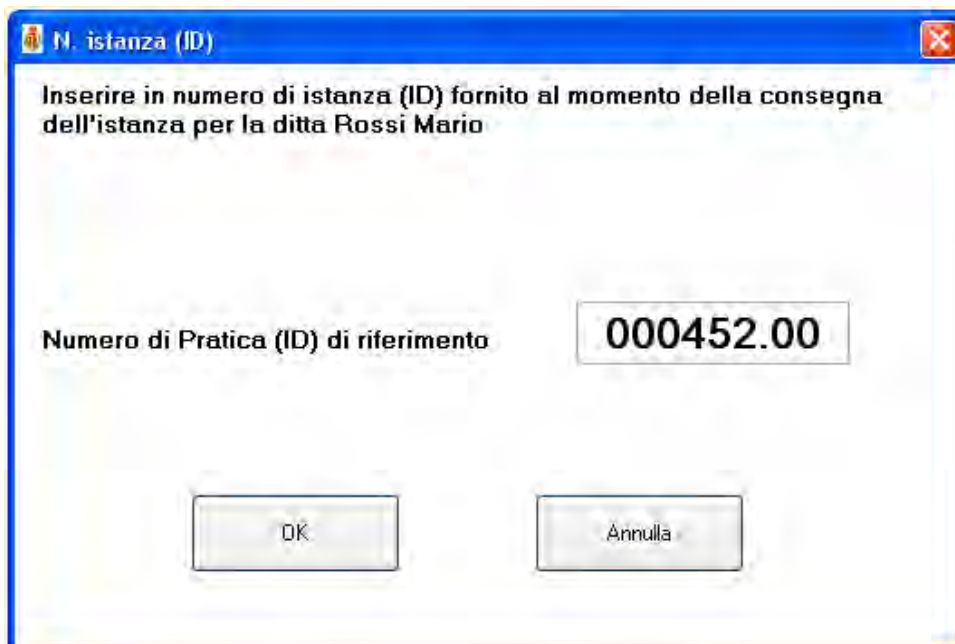 N. istanza (ID)
Inserire in numero di istanza (ID) fornito al momento della consegna
dell'istanza per la ditta Rossi Mario
Numero di Pratica (ID) di riferimento
000452.00
OK
Annulla